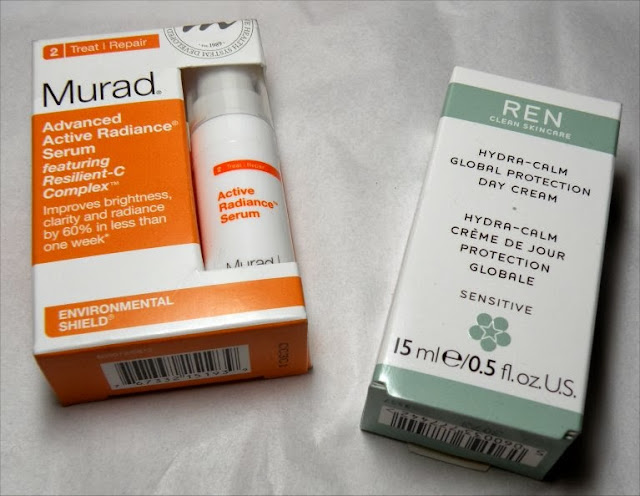 2 Treat | Repair
Murad.
Advanced
Active Radiance®
Serum
featuring
Resilient-C
Complex™
Improves brightness,
clarity and radiance
by 60% in less than
one week*
ENVIRONMENTAL
SHIELD®
2 Treat | Repair
Active
Radiance™
Serum
Murad
REN
CLEAN SKINCARE
HYDRA-CALM
GLOBAL PROTECTION
DAY CREAM
HYDRA-CALM
CRÈME DE JOUR
PROTECTION
GLOBALE
SENSITIVE
15 ml e/0.5 fl.oz.U.S.